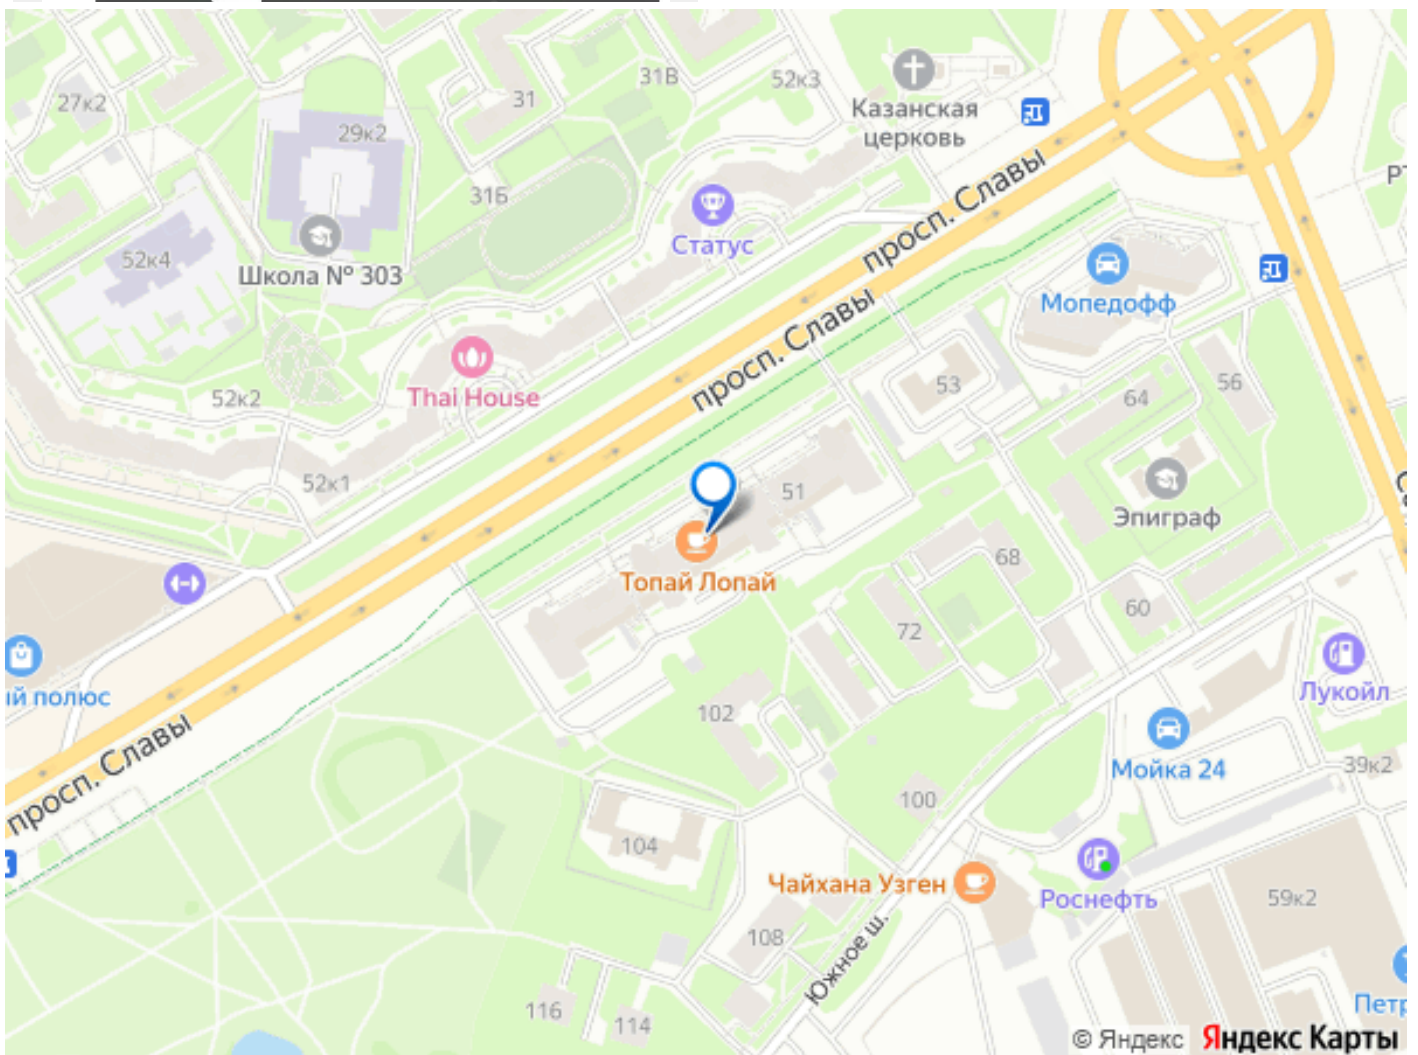 27к2
29к2
31
31В
52к3
Казанская
церковь
31Б
52к4
Школа № 303
Статус
просп. Славы
Мопедофф
просп. Славы
Thai House
52к2
53
64
56
52к1
51
Эпиграф
Топай Лопай
68
60
72
й полюс
Лукойл
102
просп. Славы
Мойка 24
39к2
100
104
Чайхана Узген
Роснефть
59к2
108
Южное ш.
116
114
Петр
© Яндекс Яндекс Карты